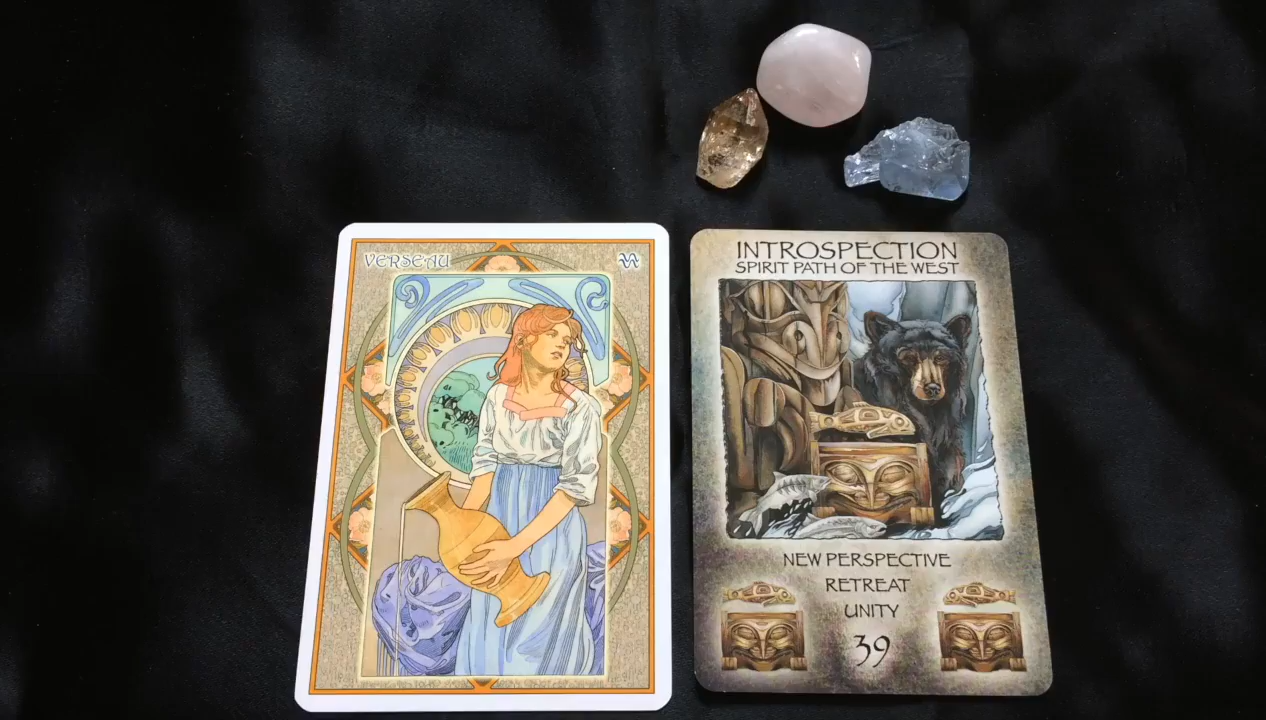 VERSEAU
INTROSPECTION
SPIRIT PATH OF THE WEST
NEW PERSPECTIVE
RETREAT
UNITY
39